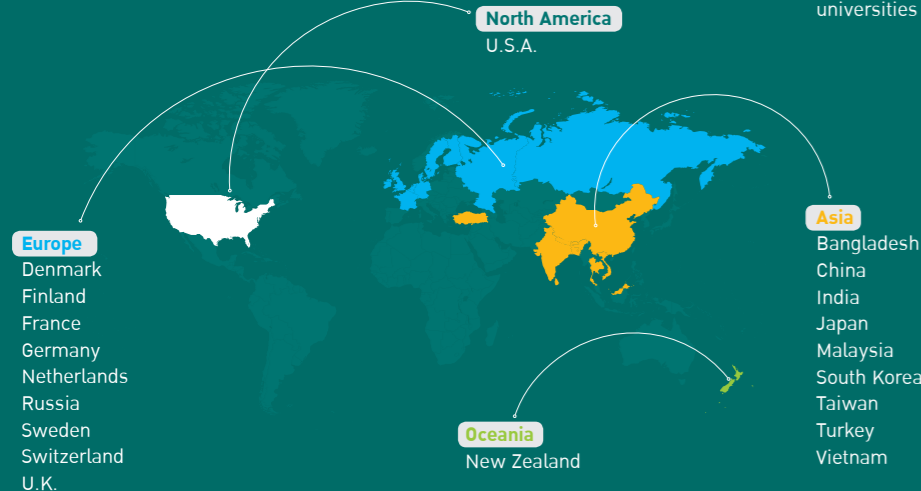 universities
North America
U.S.A.
Europe
Denmark
Finland
France
Germany
Netherlands
Russia
Sweden
Switzerland
U.K.
Oceania
New Zealand
Asia
Bangladesh
China
India
Japan
Malaysia
South Korea
Taiwan
Turkey
Vietnam